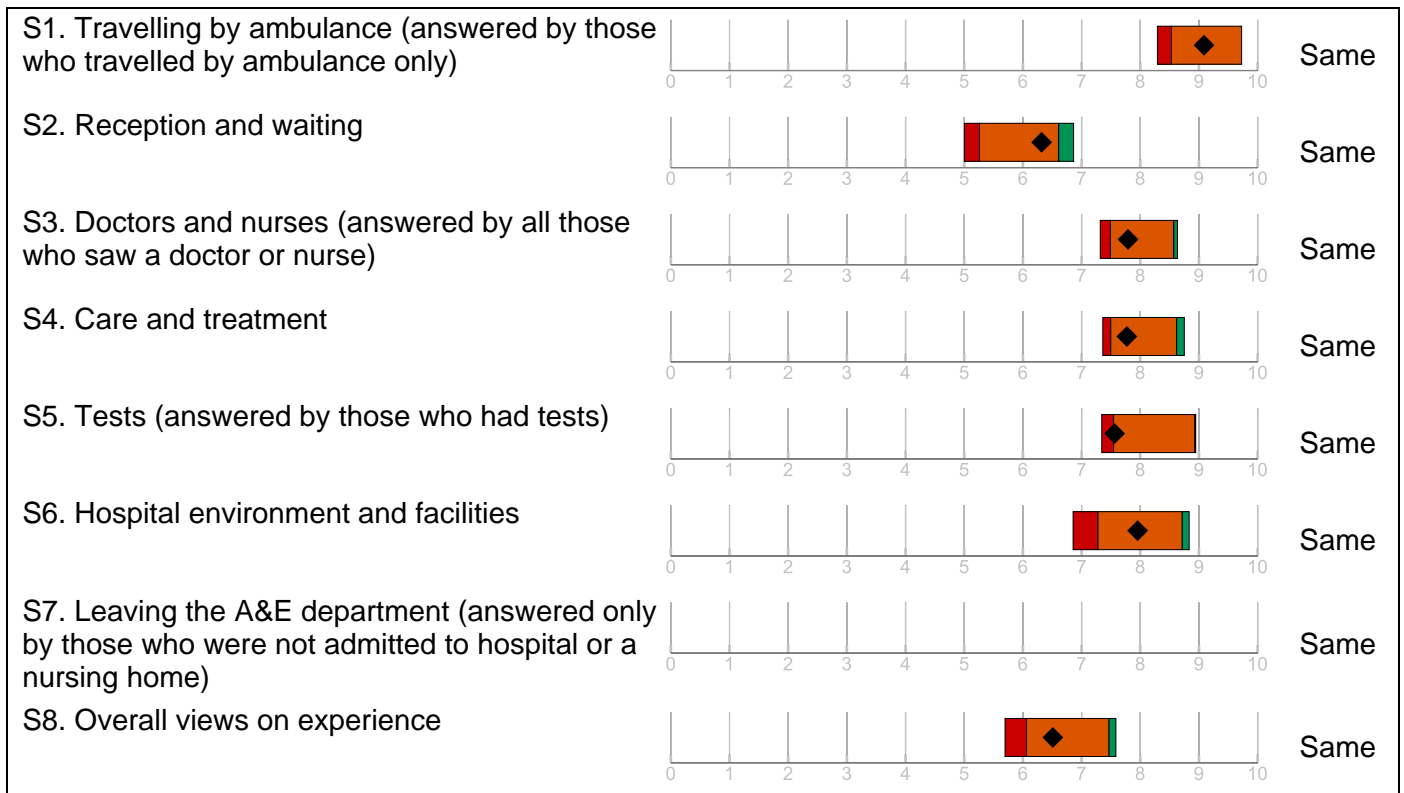 S1. Travelling by ambulance (answered by those
who travelled by ambulance only)
0 1 2 3 4 5 6 7 8 9 10
Same
S2. Reception and waiting
0 1 2 3 4 5 6 7 8 9 10
Same
S3. Doctors and nurses (answered by all those
who saw a doctor or nurse)
0 1 2 3 4 5 6 7 8 9 10
Same
S4. Care and treatment
0 1 2 3 4 5 6 7 8 9 10
Same
S5. Tests (answered by those who had tests)
0 1 2 3 4 5 6 7 8 9 10
Same
S6. Hospital environment and facilities
0 1 2 3 4 5 6 7 8 9 10
Same
S7. Leaving the A&E department (answered only
by those who were not admitted to hospital or a
nursing home)
0 1 2 3 4 5 6 7 8 9 10
Same
S8. Overall views on experience
0 1 2 3 4 5 6 7 8 9 10
Same